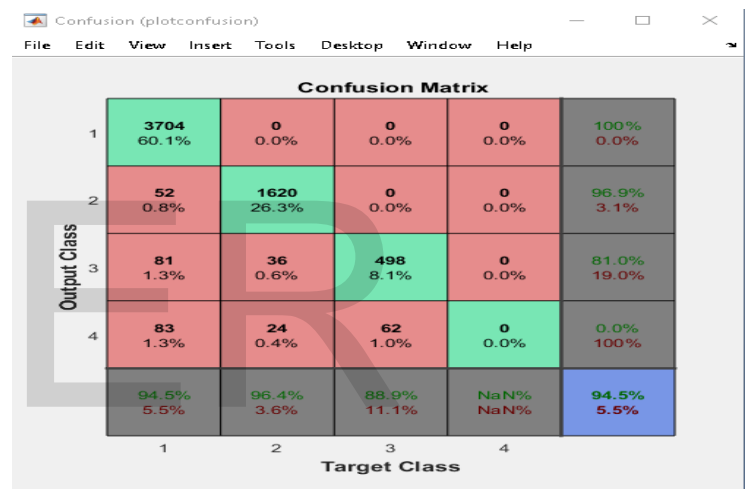 Confusion (plotconfusion)
File Edit View Insert Tools Desktop Window Help
Confusion Matrix
1 3704 0 0 0 100%
60.1% 0.0% 0.0% 0.0% 0.0%
2 52 1620 0 0 96.9%
0.8% 26.3% 0.0% 0.0% 3.1%
3 81 36 498 0 81.0%
1.3% 0.6% 8.1% 0.0% 19.0%
4 83 24 62 0 0.0%
1.3% 0.4% 1.0% 0.0% 100%
94.5% 96.4% 88.9% NaN% 94.5%
5.5% 3.6% 11.1% NaN% 5.5%
1 2 3 4
Target Class
Output Class
ER